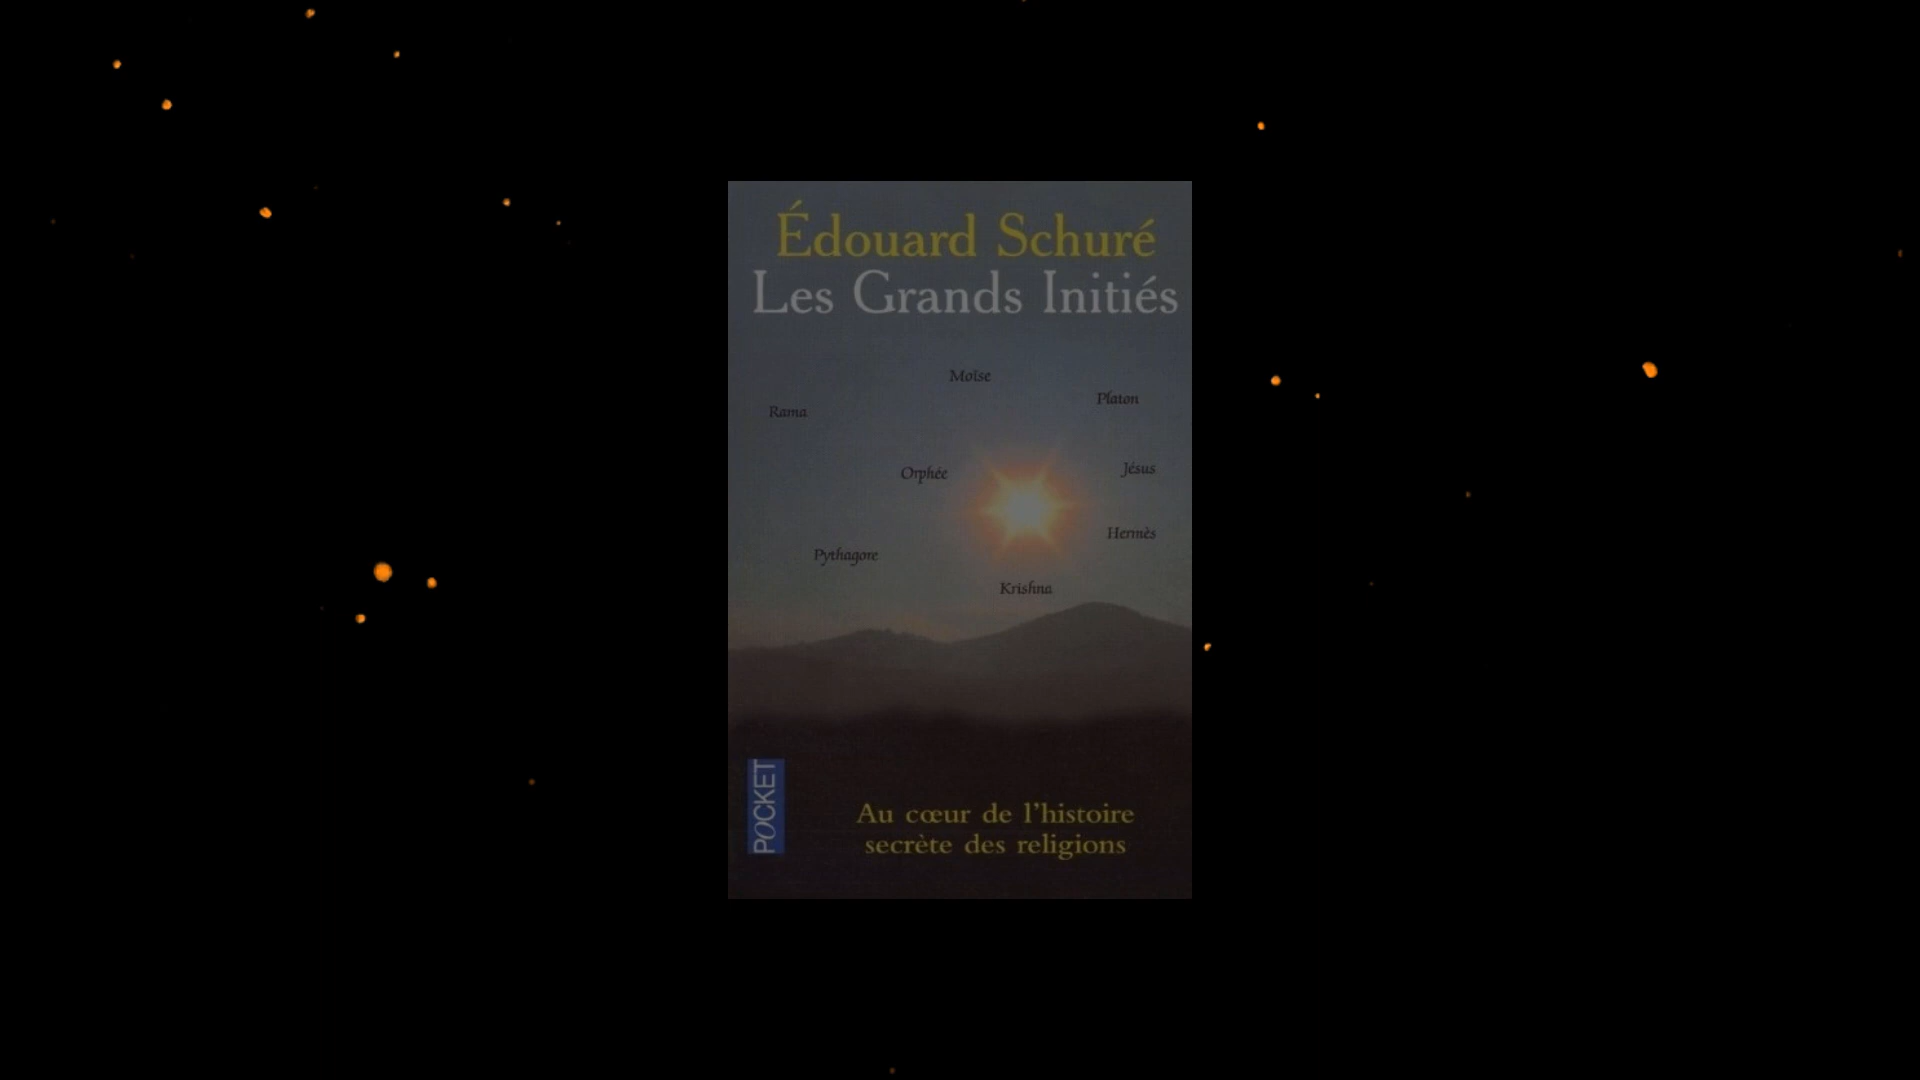 Édouard Schuré
Les Grands Initiés
Moïse
Platon
Rama
Jésus
Orphée
Hermès
Pythagore
Krishna
POCKET
Au cœur de l'histoire
secrète des religions